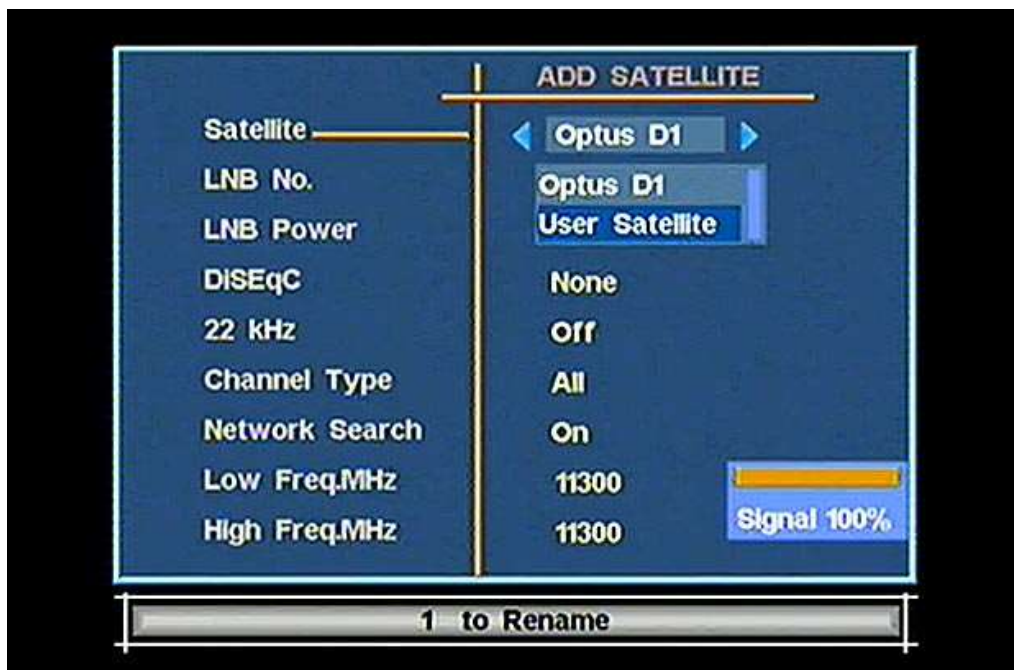 ADD SATELLITE
Satellite Optus D1
LNB No. Optus D1
LNB Power User Satellite
DiSEqC None
22 kHz Off
Channel Type All
Network Search On
Low Freq.MHz 11300
High Freq.MHz 11300
Signal 100%
1 to Rename